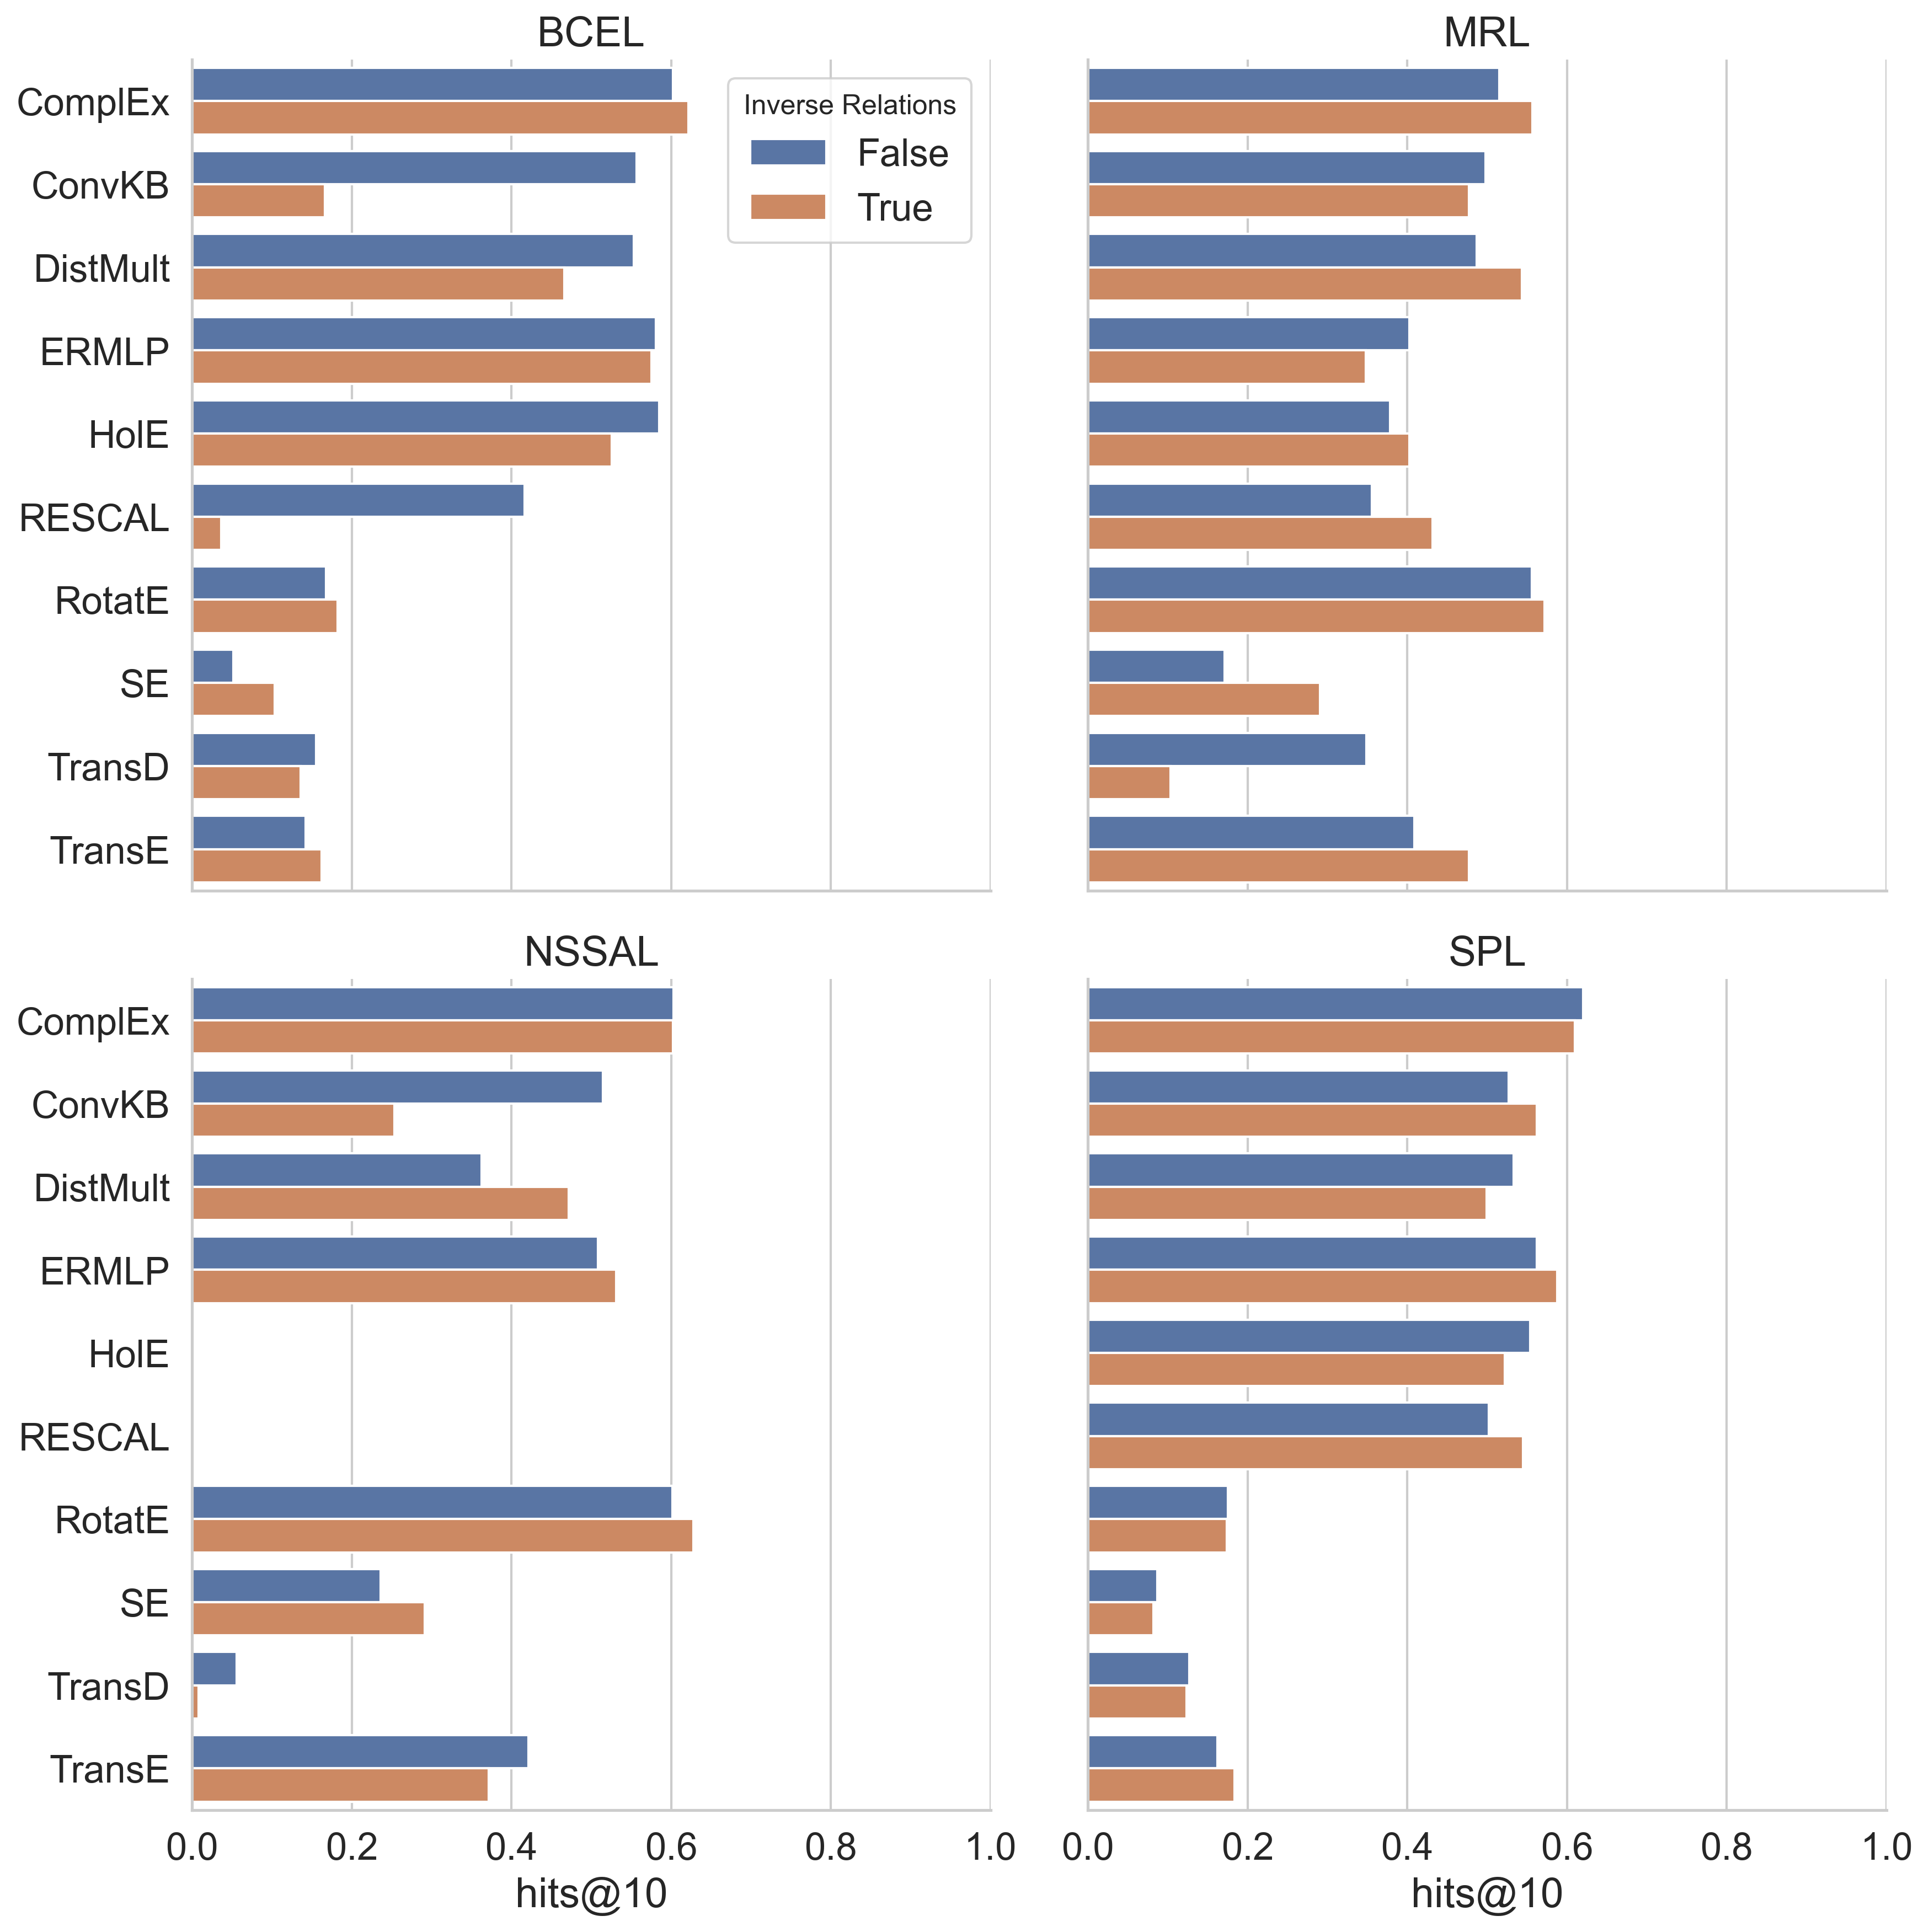 BCEL
ComplEx
ConvKB
DistMult
ERMLP
HolE
RESCAL
RotatE
SE
TransD
TransE
Inverse Relations
False
True
MRL
NSSAL
ComplEx
ConvKB
DistMult
ERMLP
HolE
RESCAL
RotatE
SE
TransD
TransE
0.0 0.2 0.4 0.6 0.8 1.0
hits@10
SPL
0.0 0.2 0.4 0.6 0.8 1.0
hits@10